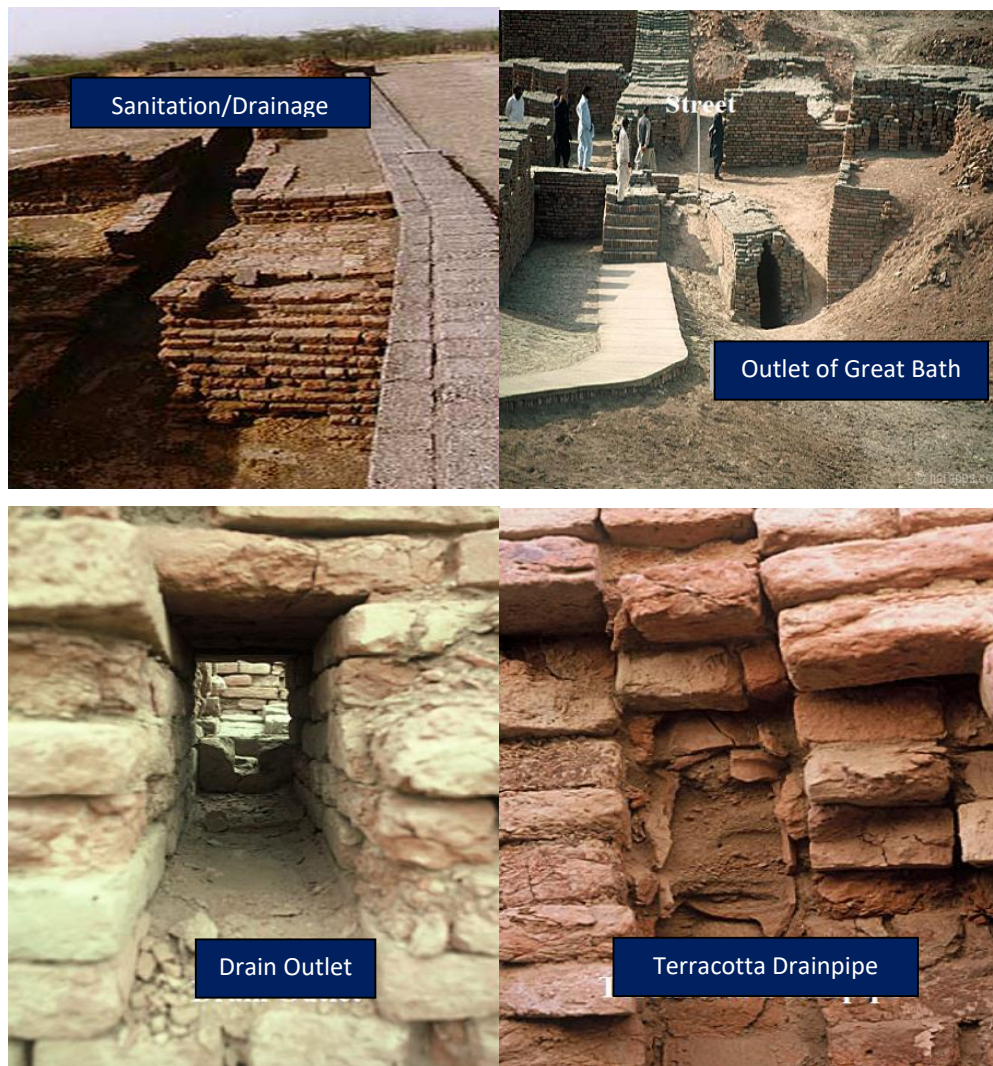 Sanitation/Drainage
Street
Outlet of Great Bath
Drain Outlet
Terracotta Drainpipe